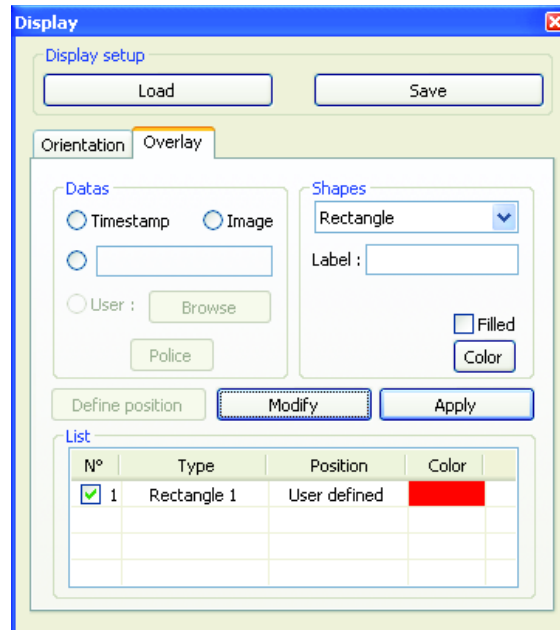 Display
Display setup
Load Save
Orientation Overlay
Datas Shapes
Timestamp Image Rectangle
Label :
User : Browse Filled
Police Color
Define position Modify Apply
List
N° Type Position Color
1 Rectangle 1 User defined